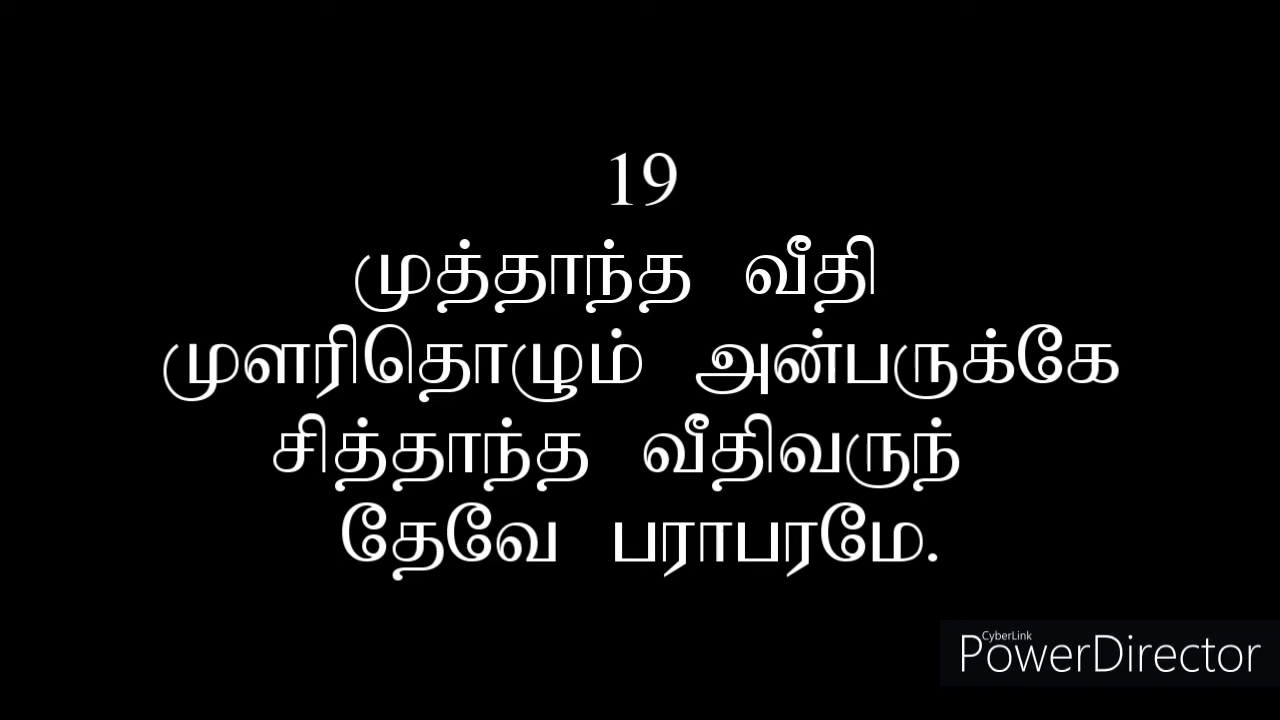 19
முத்தாந்த வீதி
முளரிதொழும் அன்பருக்கே
சித்தாந்த வீதிவருந்
தேவே பராபரமே.
CyberLink
PowerDirector